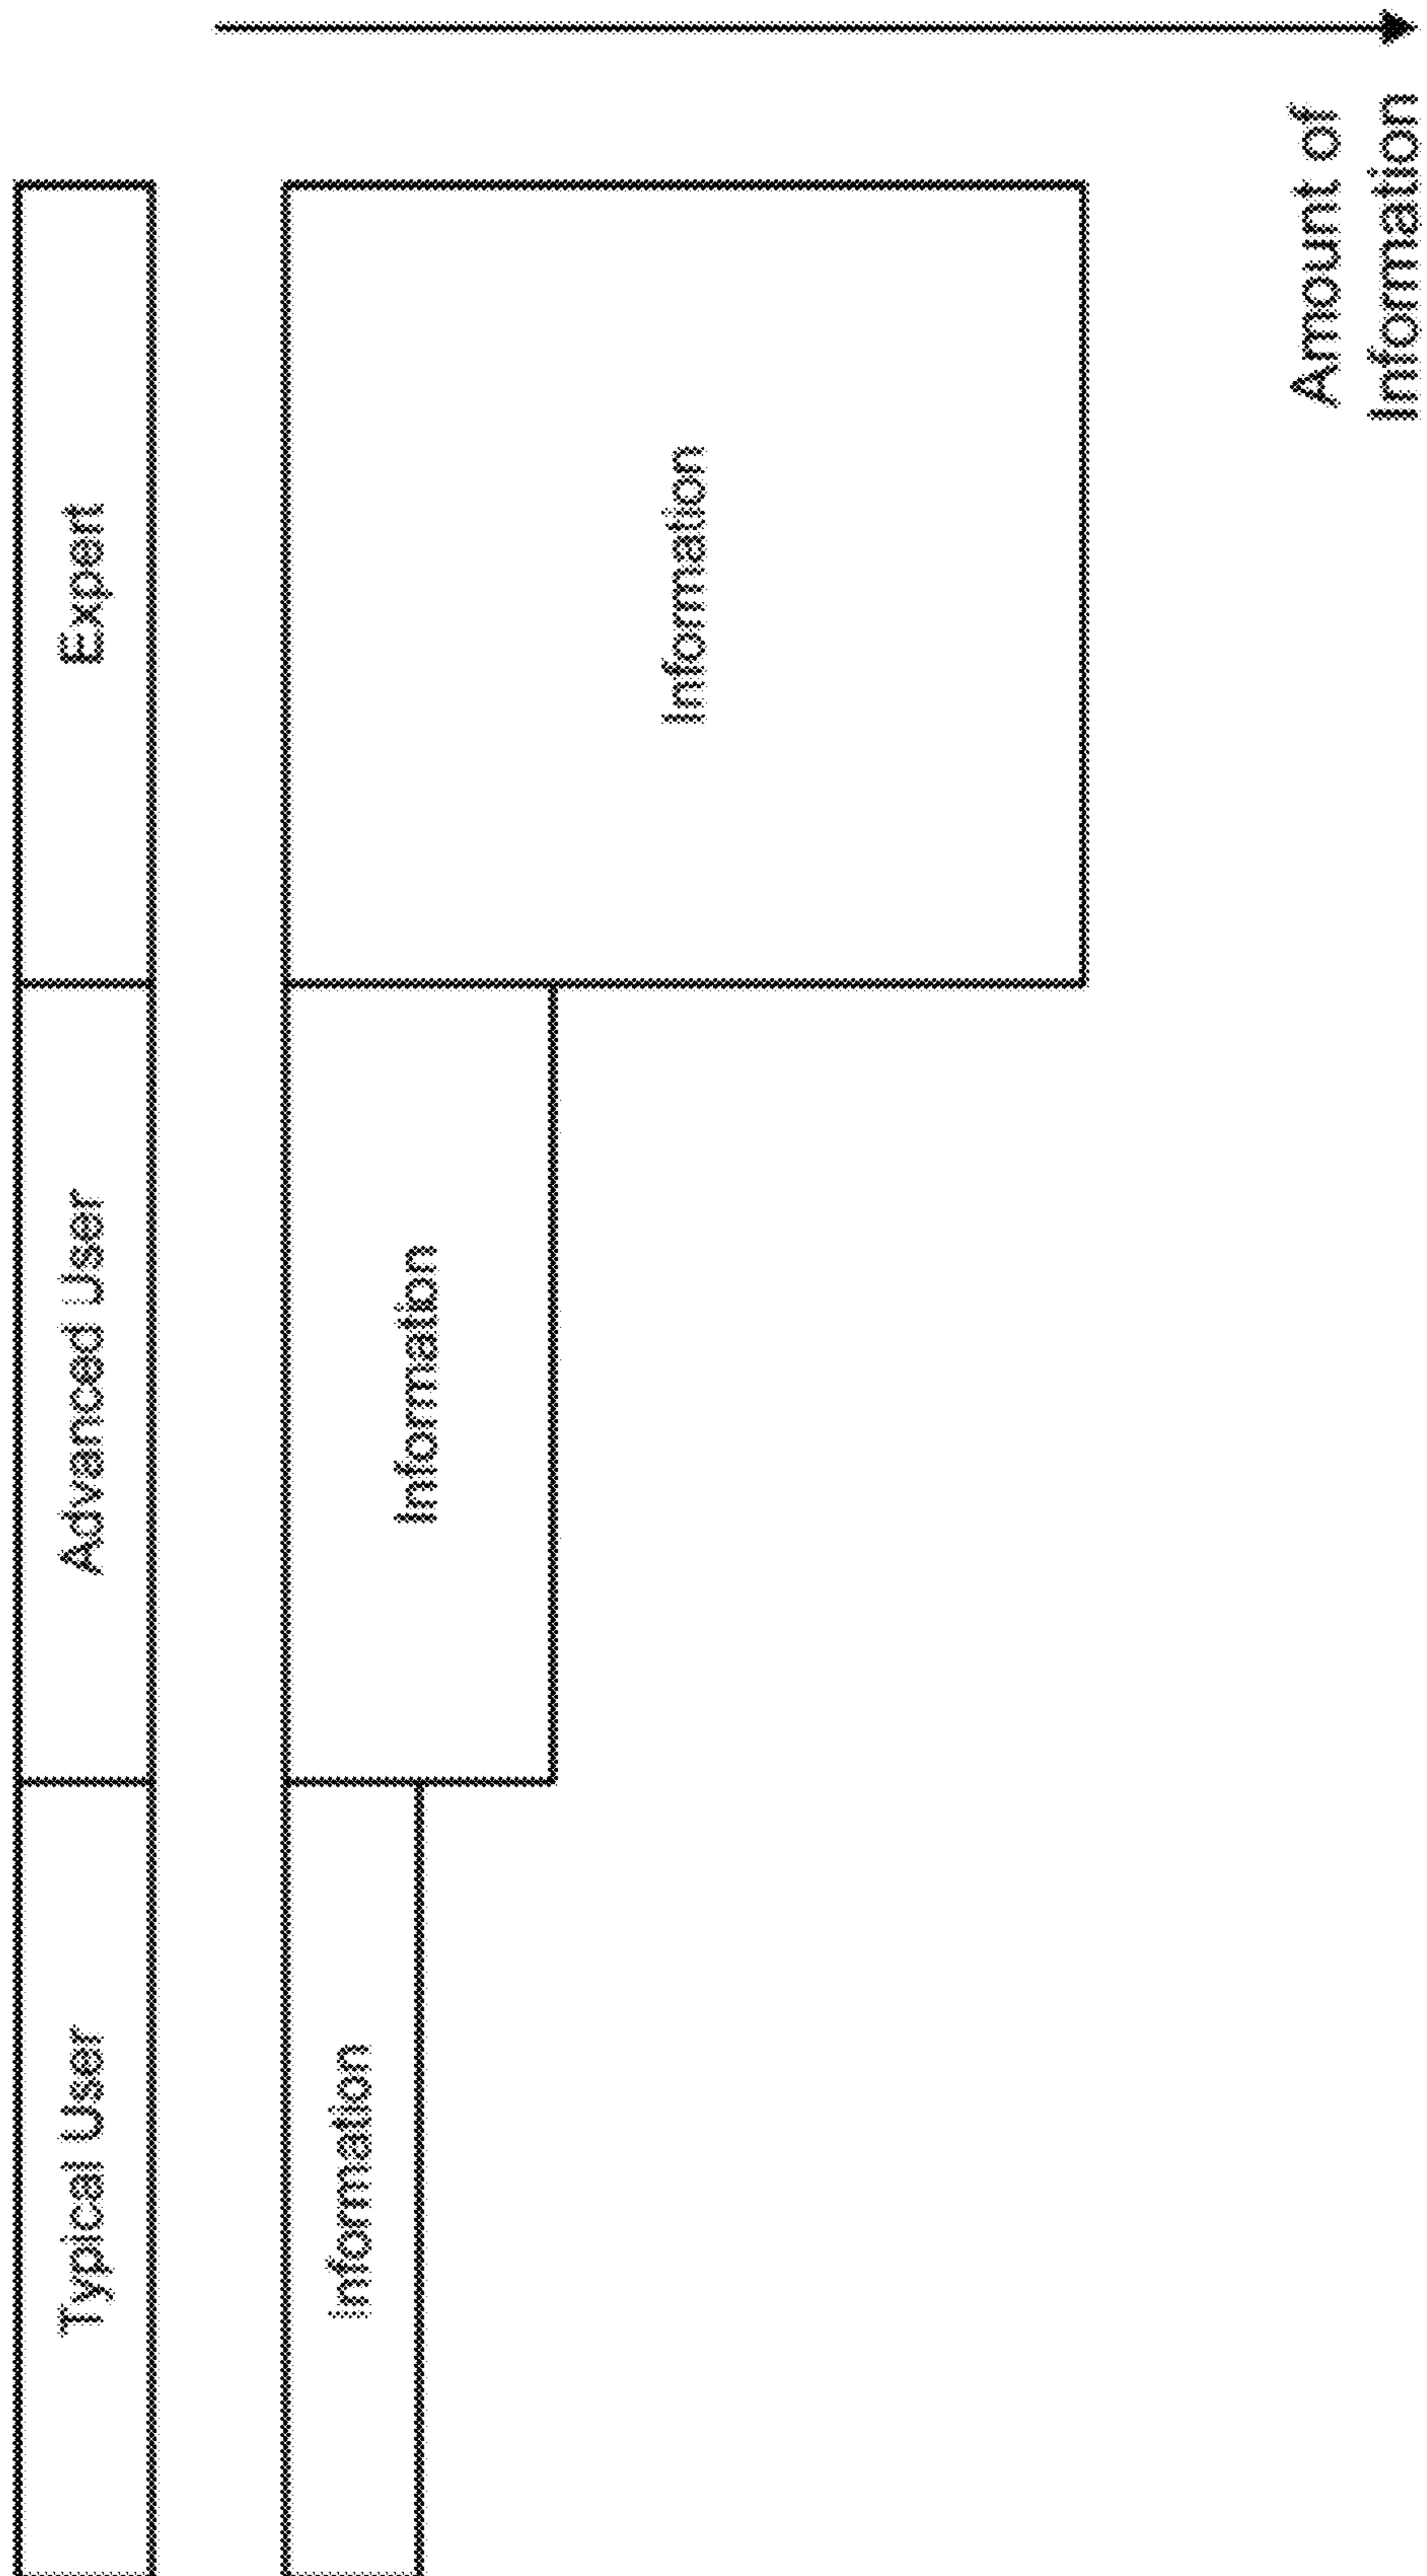 Typical User
Advanced User
Expert
Information
Information
Information
Amount of
Information